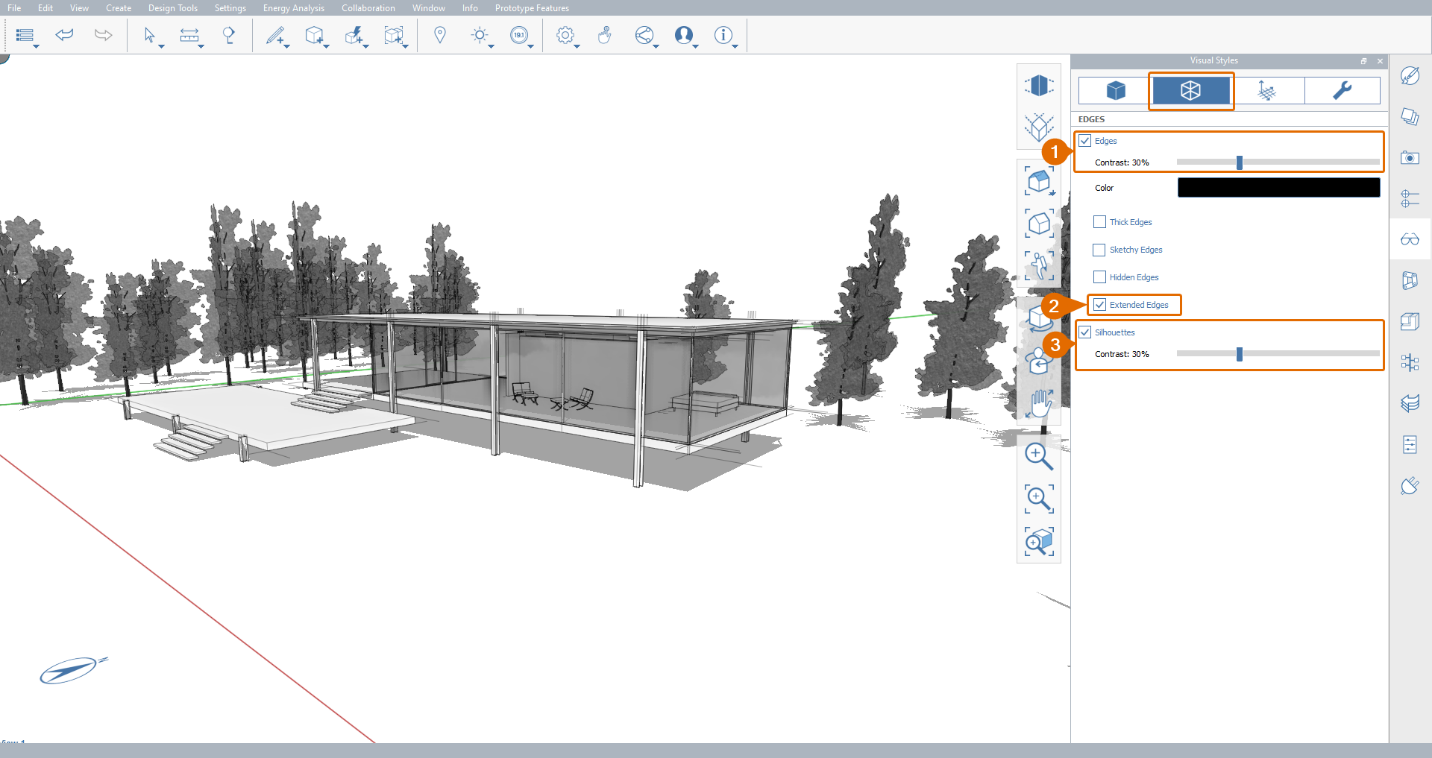 File Edit View Create Design Tools Settings Energy Analysis Collaboration Window Info Prototype Features
191
Visual Styles
EDGES
1
Edges
Contrast: 30%
Color
Thick Edges
Sketchy Edges
Hidden Edges
2
Extended Edges
3
Silhouettes
Contrast: 30%